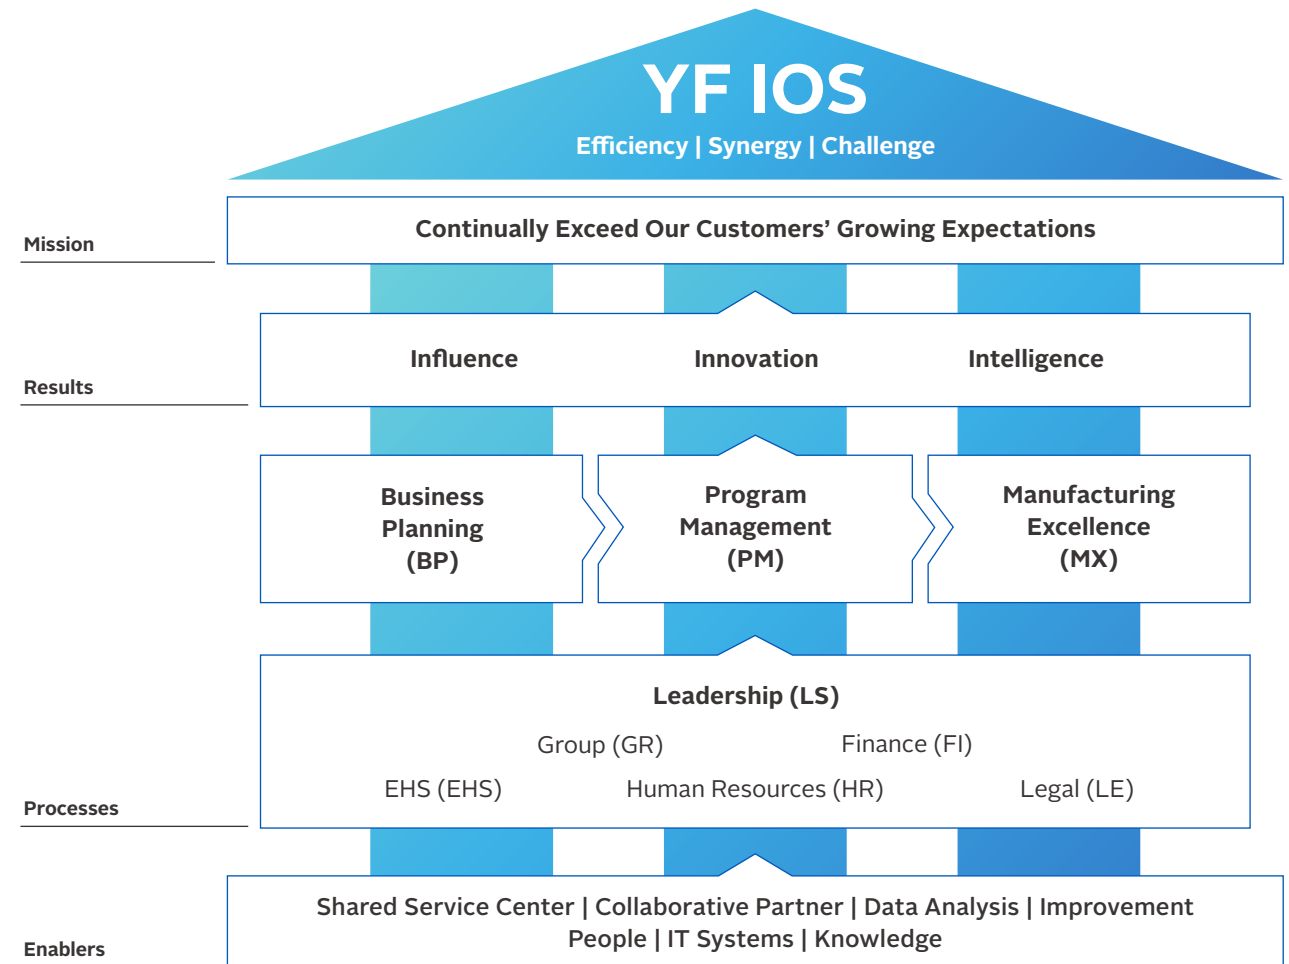 YF IOS
Efficiency | Synergy | Challenge
Mission
Continually Exceed Our Customers’ Growing Expectations
Results
Influence
Innovation
Intelligence
Business
Planning
(BP)
Program
Management
(PM)
Manufacturing
Excellence
(MX)
Processes
Leadership (LS)
Group (GR)
Finance (FI)
EHS (EHS)
Human Resources (HR)
Legal (LE)
Enablers
Shared Service Center | Collaborative Partner | Data Analysis | Improvement
People | IT Systems | Knowledge